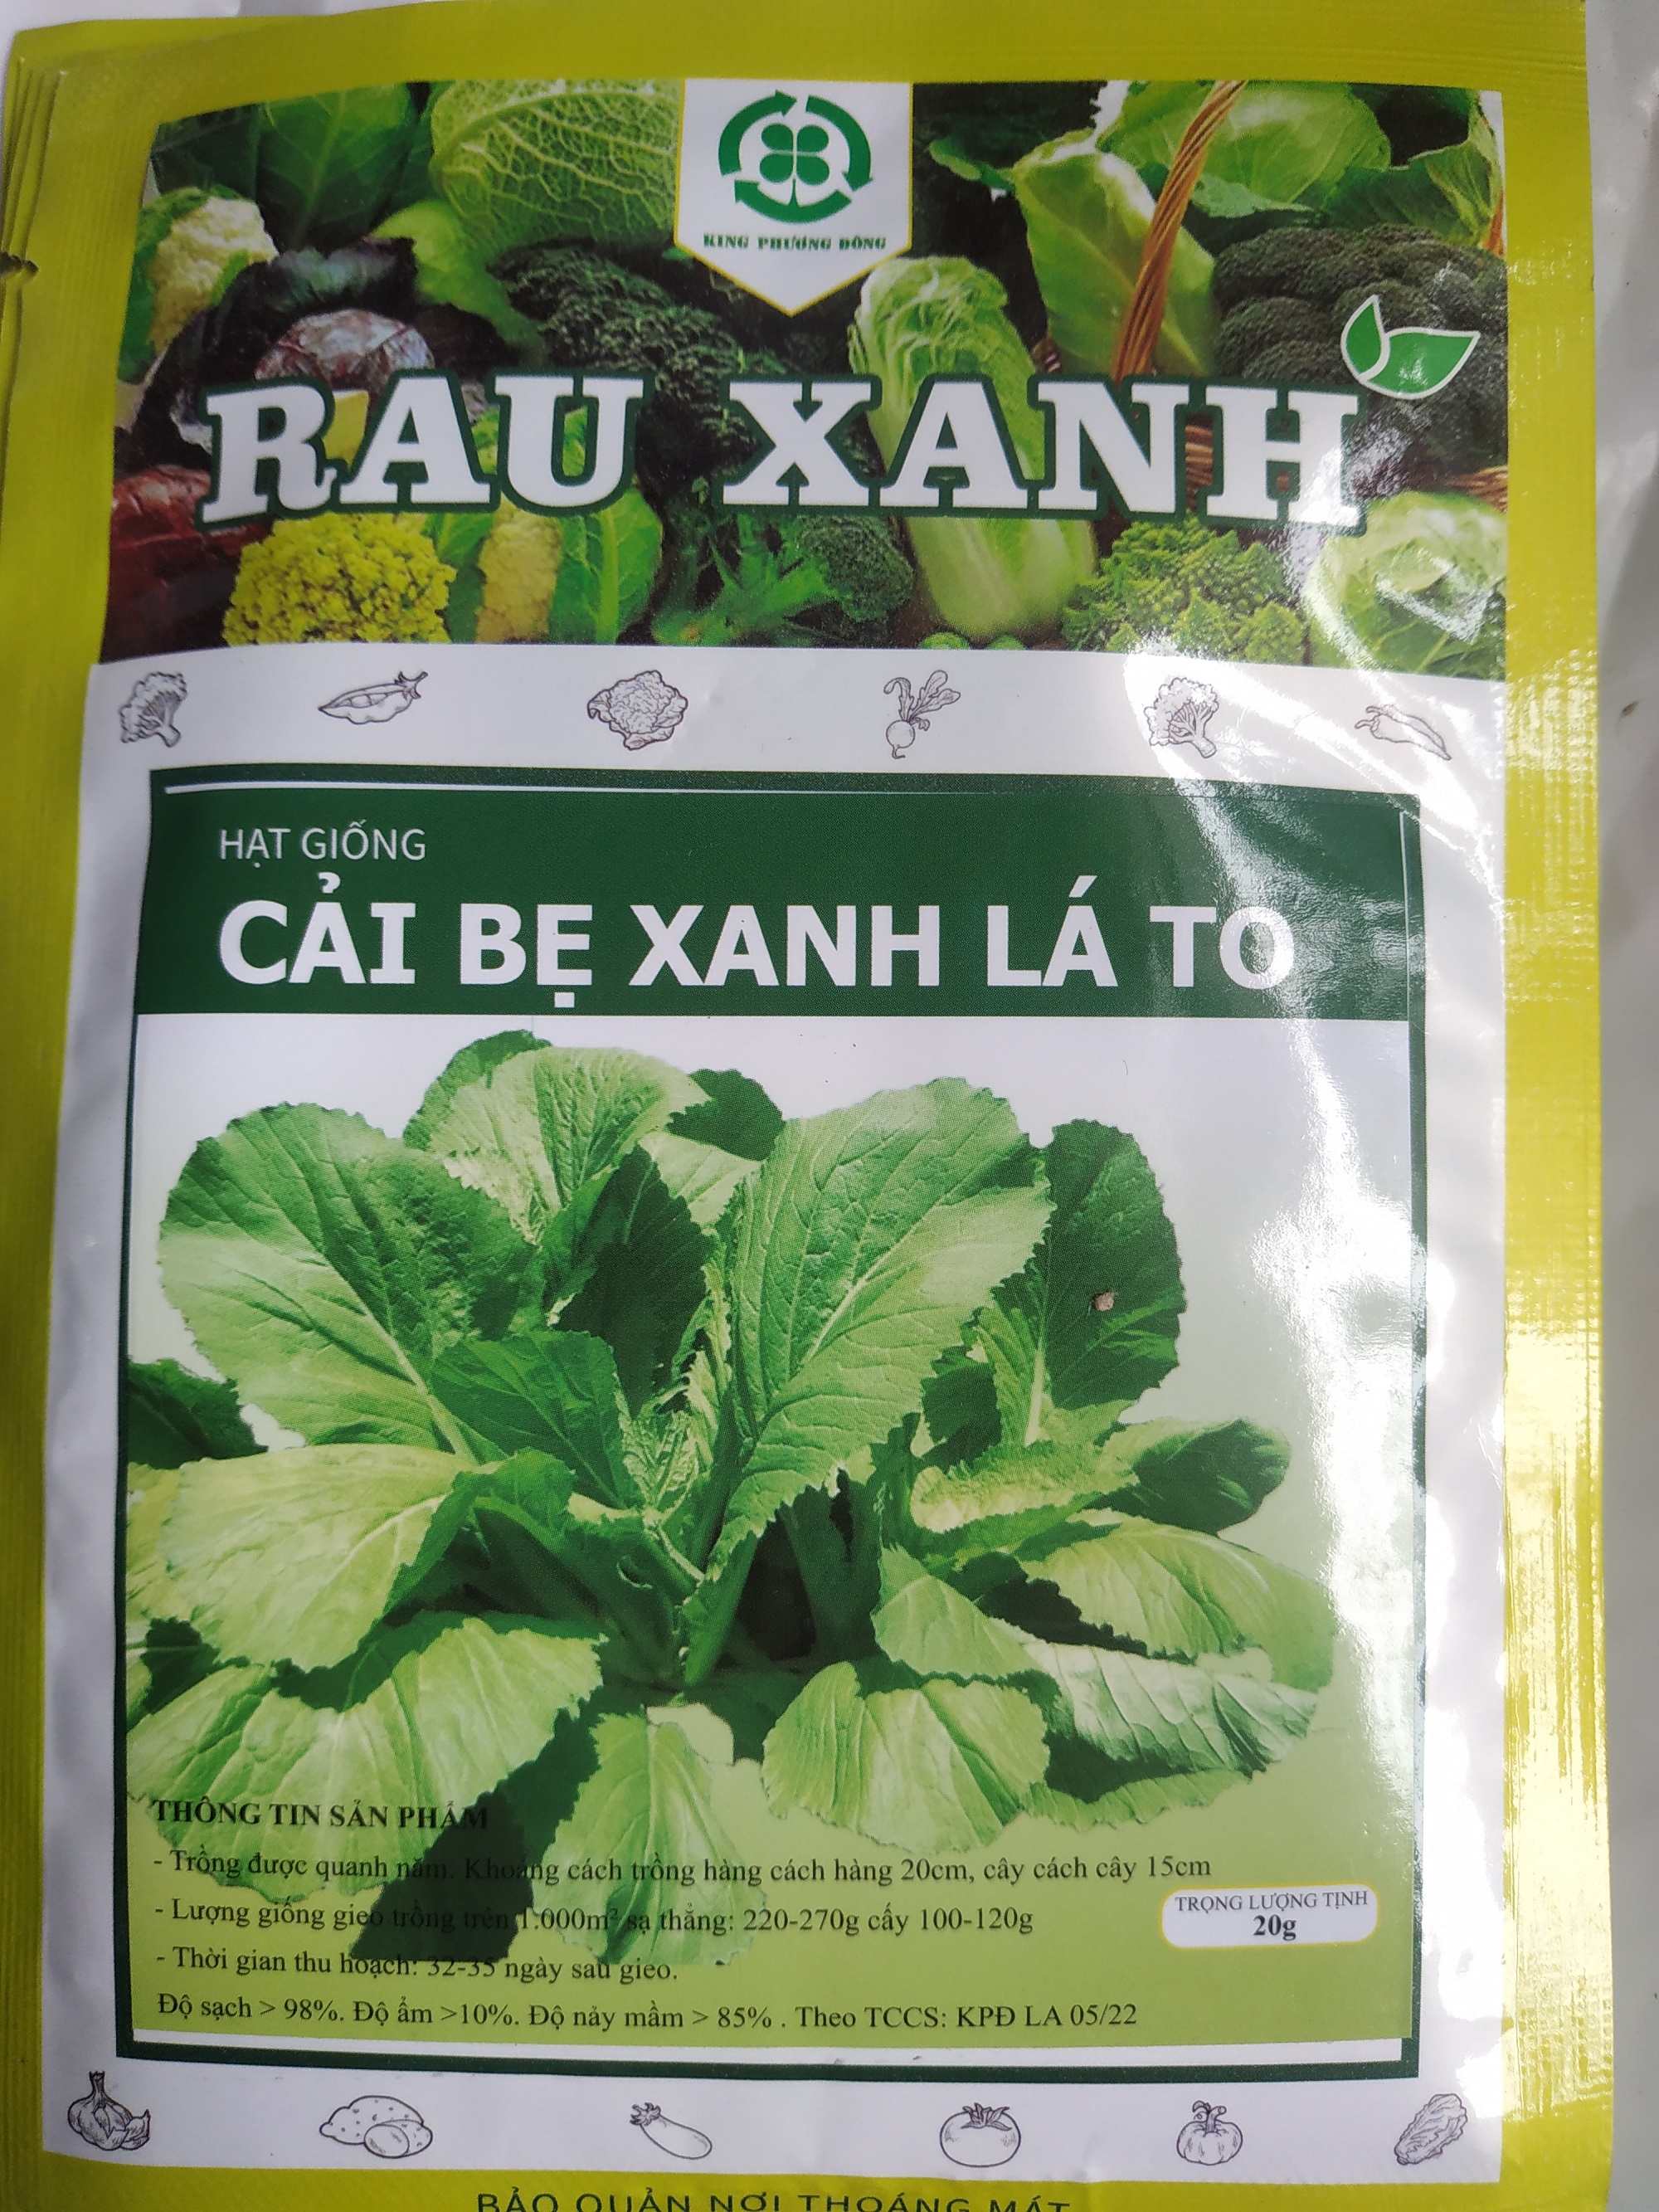 KING PHƯƠNG ĐÔNG
RAU XANH
HẠT GIỐNG
CẢI BẸ XANH LÁ TO
THÔNG TIN SẢN PHẨM
- Trồng được quanh năm. Khoảng cách trồng hàng cách hàng 20cm, cây cách cây 15cm
- Lượng giống gieo trồng trên 1.000m² sạ thẳng: 220-270g cấy 100-120g
TRỌNG LƯỢNG TỊNH
20g
- Thời gian thu hoạch: 32-35 ngày sau gieo.
Độ sạch > 98%. Độ ẩm >10%. Độ nảy mầm > 85% . Theo TCCS: KPĐ LA 05/22
BẢO QUẢN NƠI THOÁNG MÁT